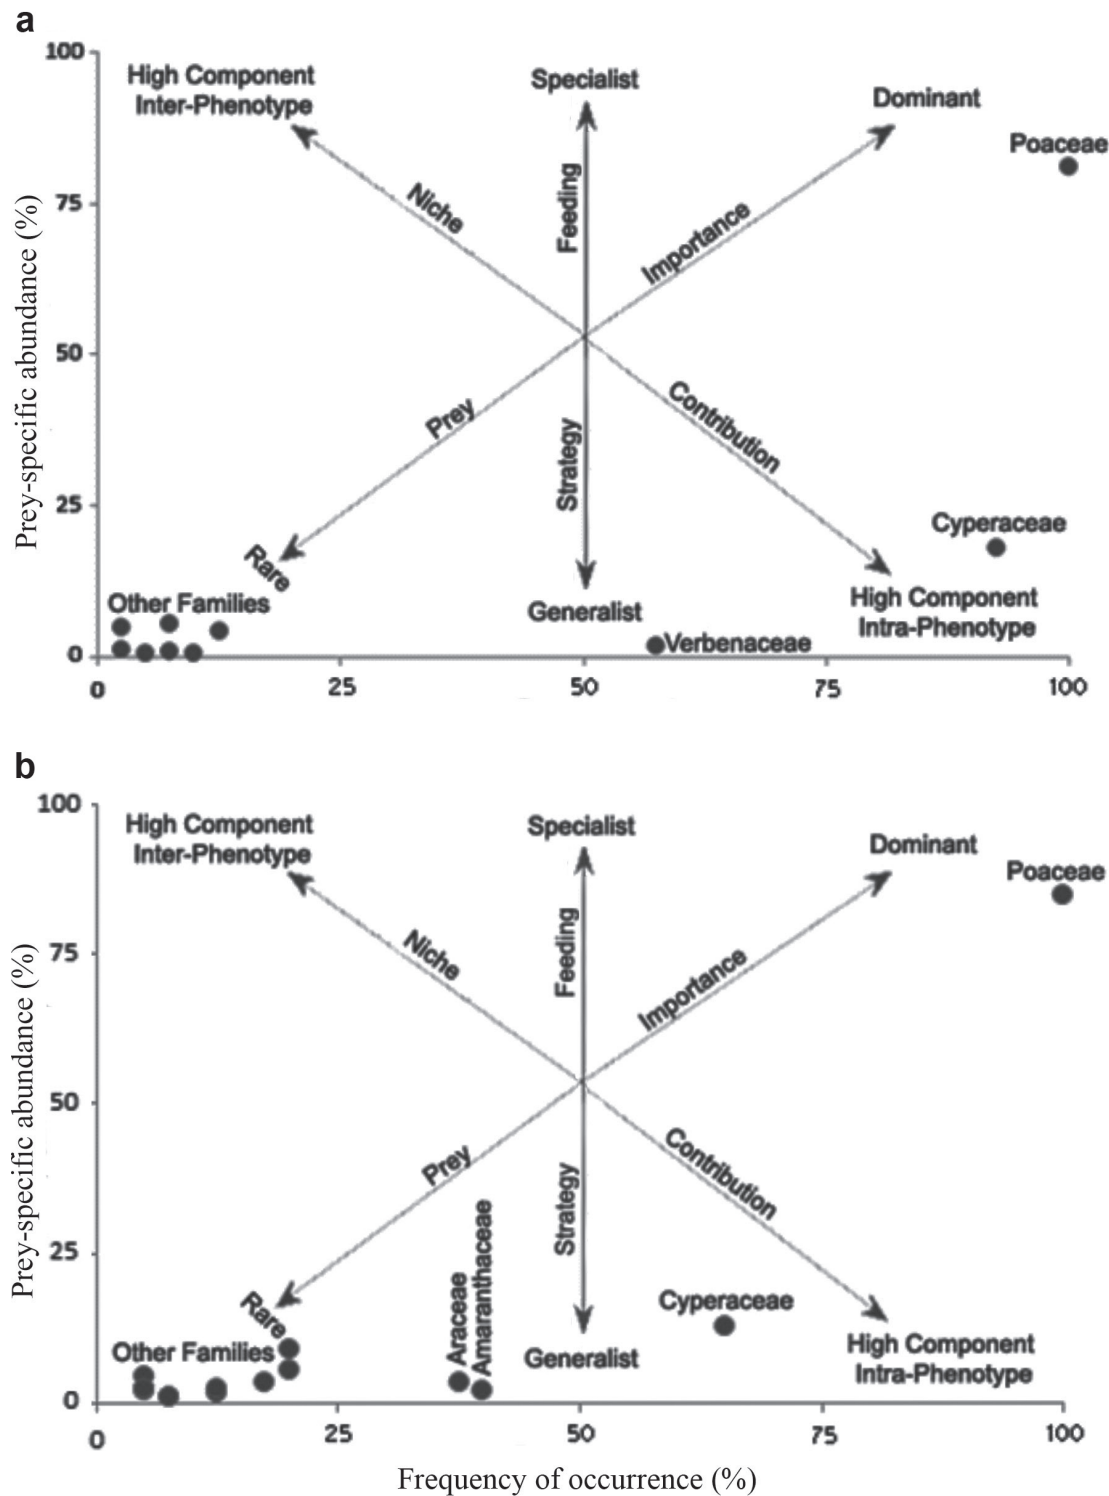 a
100
High Component
Inter-Phenotype
Specialist
Dominant
Poaceae
75
Niche
Feeding
Importance
Prey-specific abundance (%)
50
Prey
Strategy
Contribution
25
Rare
Cyperaceae
Other Families
Generalist
High Component
Intra-Phenotype
Verbenaceae
0
0 25 50 75 100
b
100
High Component
Inter-Phenotype
Specialist
Dominant
Poaceae
75
Niche
Feeding
Importance
Prey-specific abundance (%)
50
Prey
Strategy
Contribution
25
Araceae
Amaranthaceae
Rare
Cyperaceae
Other Families
Generalist
High Component
Intra-Phenotype
0
0 25 50 75 100
Frequency of occurrence (%)